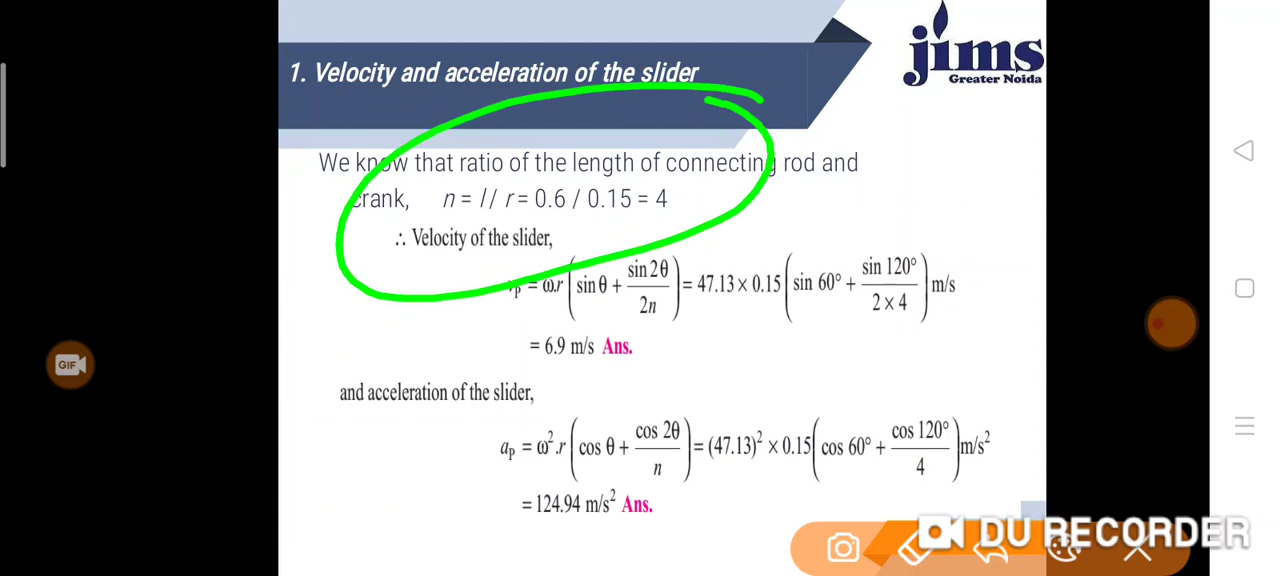 1. Velocity and acceleration of the slider
jims
Greater Noida
We know that ratio of the length of connecting rod and
crank, n = l / r = 0.6 / 0.15 = 4
∴ Velocity of the slider,
vP = ω.r ( sin θ + sin 2θ / 2n ) = 47.13 × 0.15 ( sin 60° + sin 120° / 2 × 4 ) m/s
= 6.9 m/s Ans.
and acceleration of the slider,
aP = ω².r ( cos θ + cos 2θ / n ) = (47.13)² × 0.15 ( cos 60° + cos 120° / 4 ) m/s²
= 124.94 m/s² Ans.
GIF
DU RECORDER